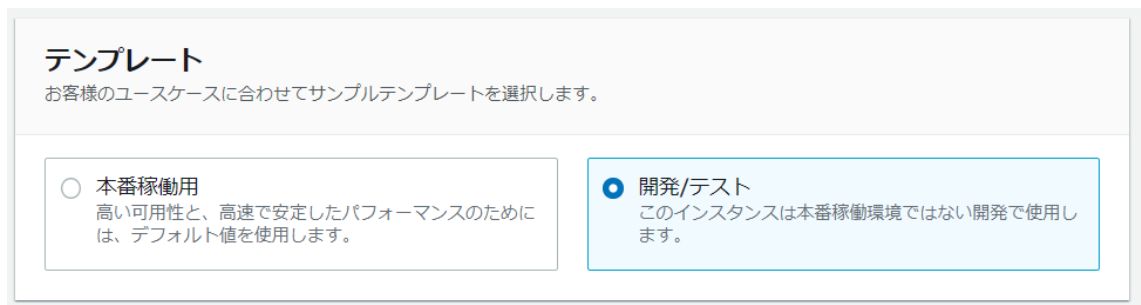 テンプレート
お客様のユースケースに合わせてサンプルテンプレートを選択します。
本番稼働用
高い可用性と、高速で安定したパフォーマンスのために
は、デフォルト値を使用します。
開発/テスト
このインスタンスは本番稼働環境ではない開発で使用し
ます。